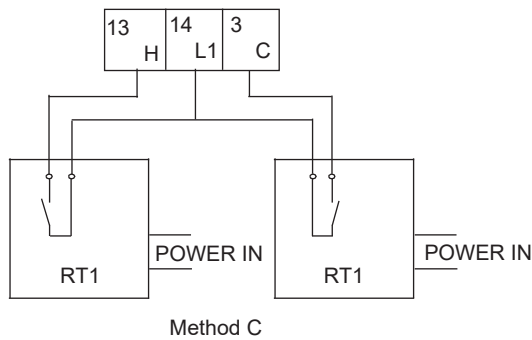 13 14 3
H L1 C
POWER IN POWER IN
RT1 RT1
Method C